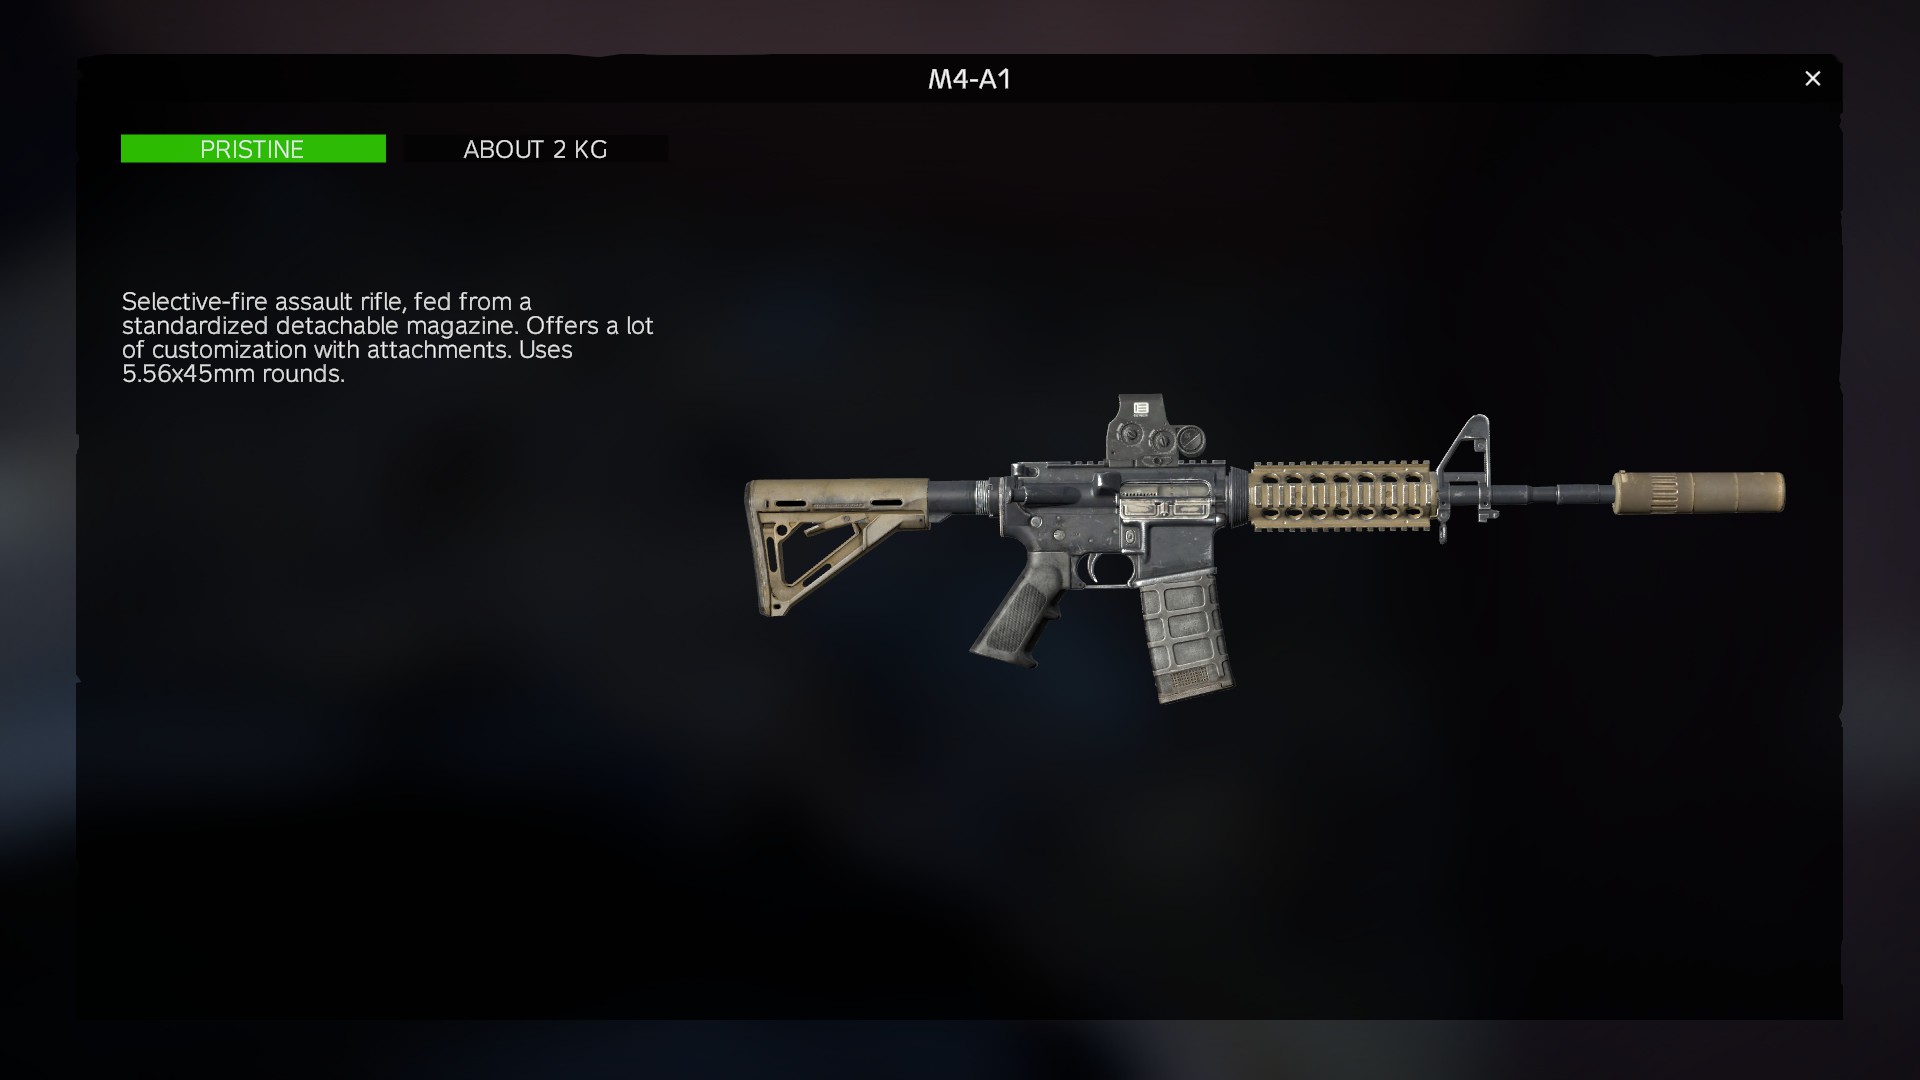 M4-A1
PRISTINE
ABOUT 2 KG
Selective-fire assault rifle, fed from a
standardized detachable magazine. Offers a lot
of customization with attachments. Uses
5.56x45mm rounds.